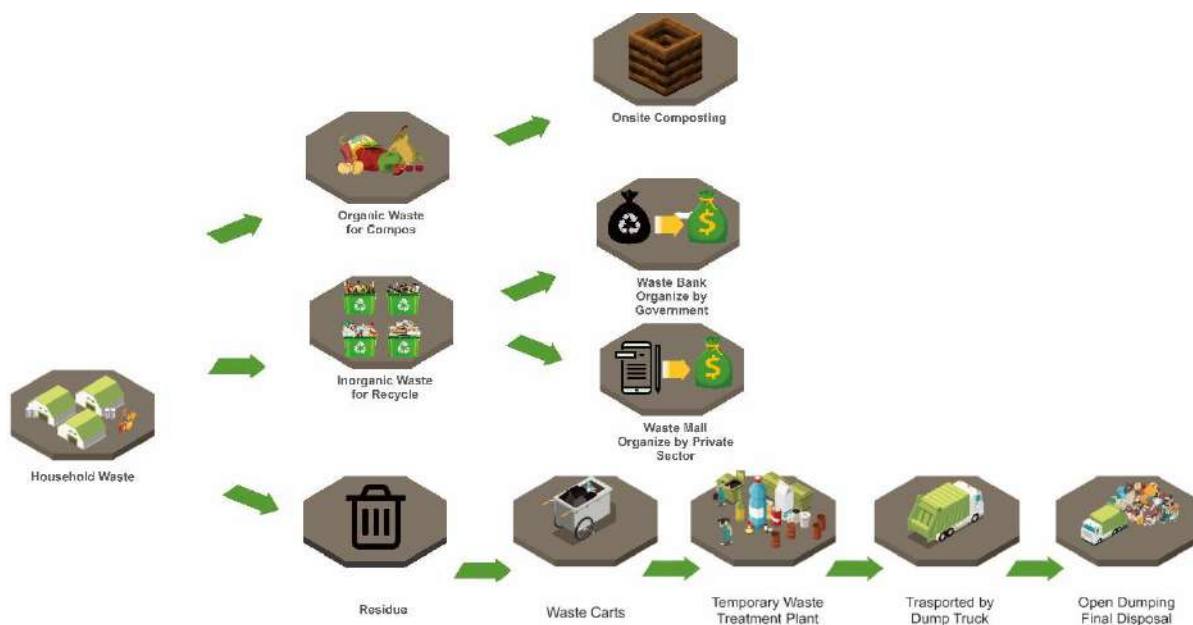 Onsite Composting
Organic Waste
for Compos
Waste Bank
Organize by
Government
Inorganic Waste
for Recycle
Waste Mall
Organize by Private
Sector
Household Waste
Residue
Waste Carts
Temporary Waste
Treatment Plant
Trasported by
Dump Truck
Open Dumping
Final Disposal